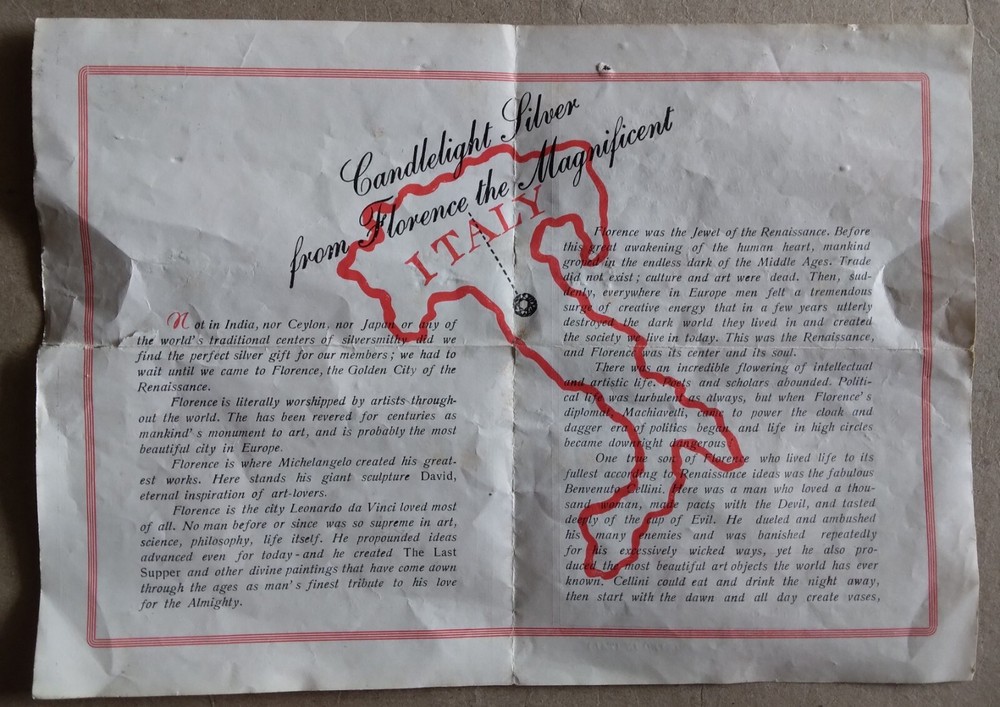 Candlelight Silver
from Florence the Magnificent
ITALY
Not in India, nor Ceylon, nor Japan or any of
the world's traditional centers of silversmithy did we
find the perfect silver gift for our members; we had to
wait until we came to Florence, the Golden City of the
Renaissance.
Florence is literally worshipped by artists through-
out the world. The has been revered for centuries as
mankind's monument to art, and is probably the most
beautiful city in Europe.
Florence is where Michelangelo created his great-
est works. Here stands his giant sculpture David,
eternal inspiration of art-lovers.
Florence is the city Leonardo da Vinci loved most
of all. No man before or since was so supreme in art,
science, philosophy, life itself. He propounded ideas
advanced even for today - and he created The Last
Supper and other divine paintings that have come down
through the ages as man's finest tribute to his love
for the Almighty.
Florence was the Jewel of the Renaissance. Before
this great awakening of the human heart, mankind
groped in the endless dark of the Middle Ages. Trade
did not exist; culture and art were dead. Then, sud-
denly, everywhere in Europe men felt a tremendous
surge of creative energy that in a few years utterly
destroyed the dark world they lived in and created
the society we live in today. This was the Renaissance,
and Florence was its center and its soul.
There was an incredible flowering of intellectual
and artistic life. Poets and scholars abounded. Politi-
cal life was turbulent as always, but when Florence's
diplomat, Machiavelli, came to power the cloak and
dagger era of politics began and life in high circles
became downright dangerous!
One true son of Florence who lived life to its
fullest according to Renaissance ideas was the fabulous
Benvenuto Cellini. Here was a man who loved a thou-
sand woman, made pacts with the Devil, and tasted
deeply of the cup of Evil. He dueled and ambushed
his many enemies and was banished repeatedly
for his excessively wicked ways, yet he also pro-
duced the most beautiful art objects the world has ever
known. Cellini could eat and drink the night away,
then start with the dawn and all day create vases,